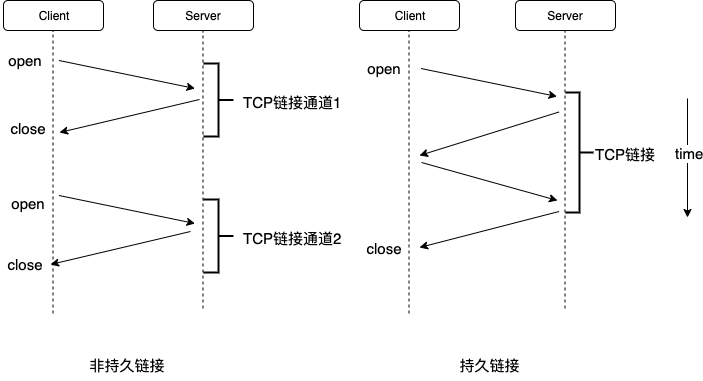 Client
Server
open
TCP链接通道1
close
open
TCP链接通道2
close
非持久链接
Client
Server
open
TCP链接
time
close
持久链接